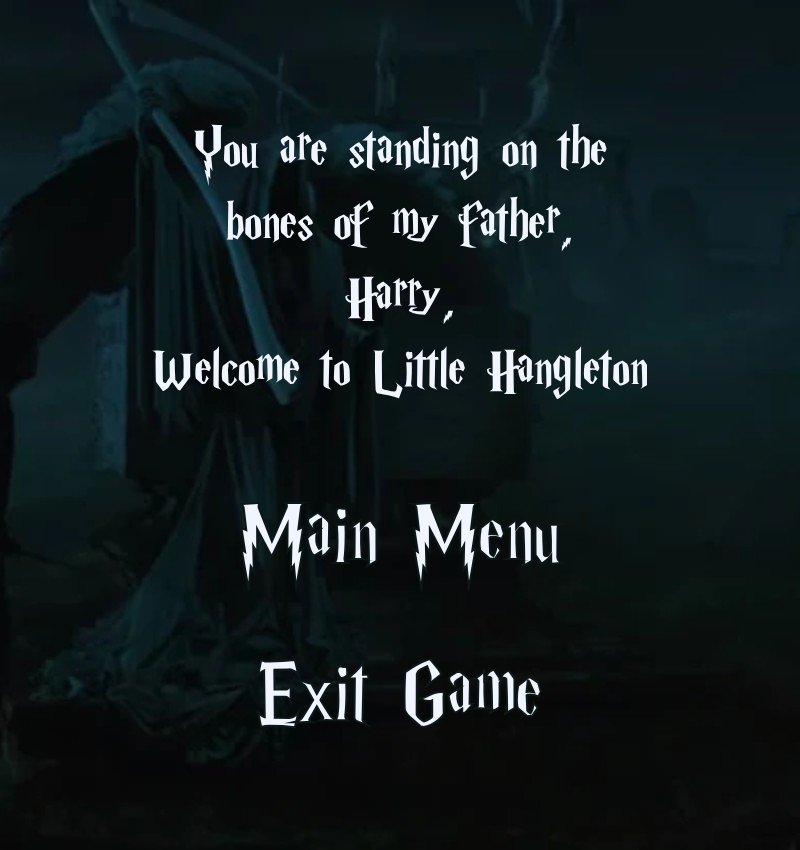 You are standing on the
bones of my father,
Harry,
Welcome to Little Hangleton
Main Menu
Exit Game